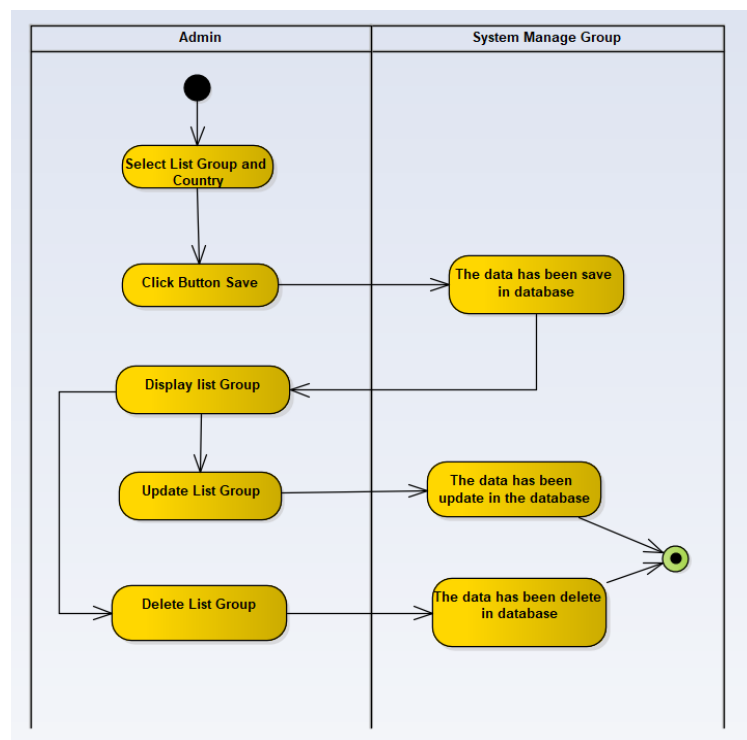 Admin
System Manage Group
Select List Group and
Country
Click Button Save
The data has been save
in database
Display list Group
Update List Group
The data has been
update in the database
Delete List Group
The data has been delete
in database